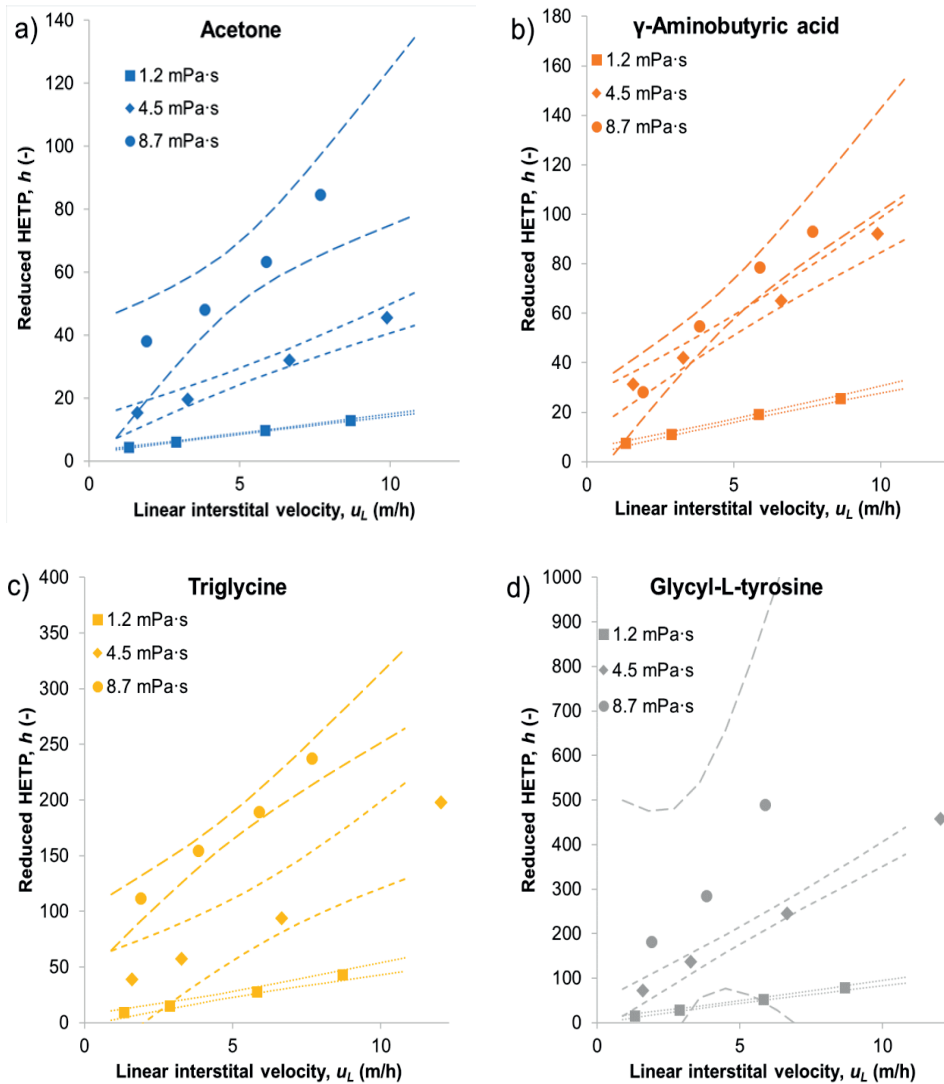 a)
Acetone
1.2 mPa·s
4.5 mPa·s
8.7 mPa·s
Reduced HETP, h (-)
140
120
100
80
60
40
20
0
0 5 10
Linear interstital velocity, uL (m/h)
b)
γ-Aminobutyric acid
1.2 mPa·s
4.5 mPa·s
8.7 mPa·s
Reduced HETP, h (-)
180
160
140
120
100
80
60
40
20
0
0 5 10
Linear interstital velocity, uL (m/h)
c)
Triglycine
1.2 mPa·s
4.5 mPa·s
8.7 mPa·s
Reduced HETP, h (-)
400
350
300
250
200
150
100
50
0
0 5 10
Linear interstital velocity, uL (m/h)
d)
Glycyl-L-tyrosine
1.2 mPa·s
4.5 mPa·s
8.7 mPa·s
Reduced HETP, h (-)
1000
900
800
700
600
500
400
300
200
100
0
0 5 10
Linear interstital velocity, uL (m/h)